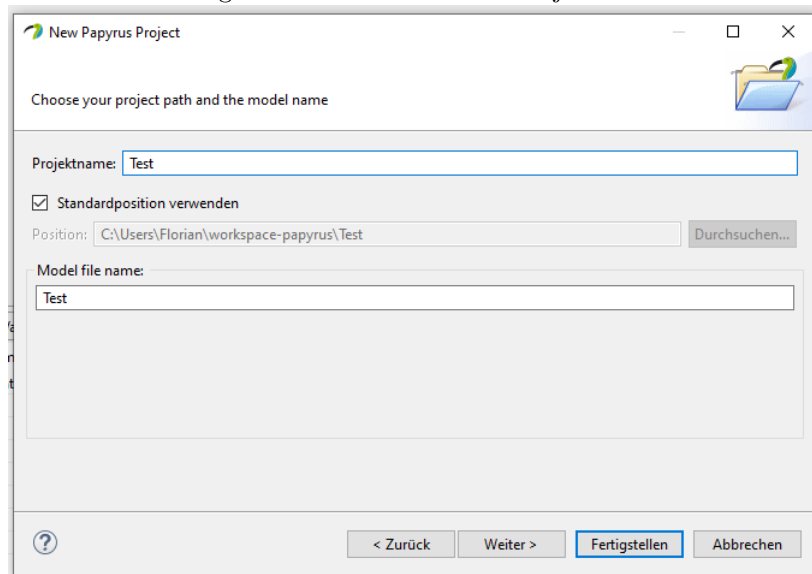 New Papyrus Project
Choose your project path and the model name
Projektname: Test
Standardposition verwenden
Position: C:\Users\Florian\workspace-papyrus\Test Durchsuchen...
Model file name:
Test
< Zurück Weiter > Fertigstellen Abbrechen